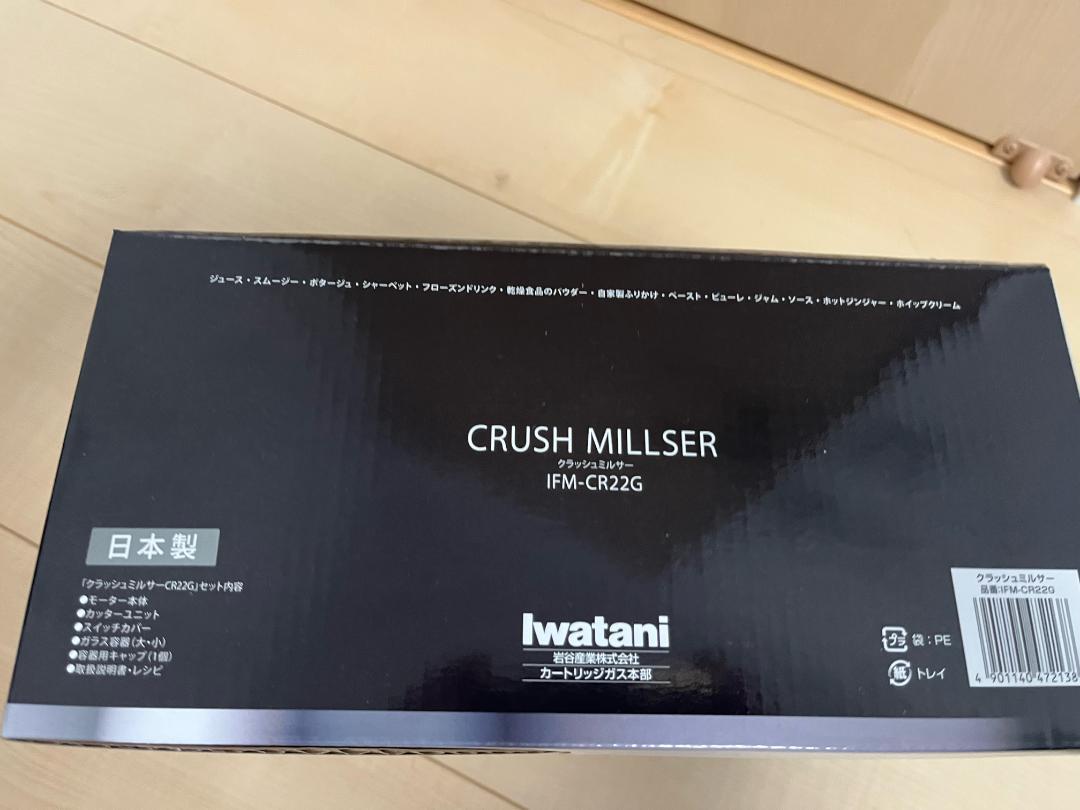 ジュース・スムージー・ポタージュ・シャーベット・フローズンドリンク・乾燥食品のパウダー・自家製ふりかけ・ペースト・ピューレ・ジャム・ソース・ホットジンジャー・ホイップクリーム
CRUSH MILLSER
クラッシュミルサー
IFM-CR22G
日本製
「クラッシュミルサーCR22G」セット内容
●モーター本体
●カッターユニット
●スイッチカバー
●ガラス容器(大・小)
●容器用キャップ(1個)
●取扱説明書・レシピ
Iwatani
岩谷産業株式会社
カートリッジガス本部
プラ 袋:PE
紙 トレイ
クラッシュミルサー
品番:IFM-CR22G
4 901140 472138